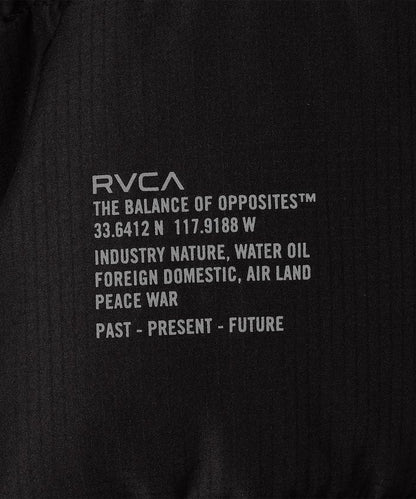 RVCA
THE BALANCE OF OPPOSITES™
33.6412 N 117.9188 W
INDUSTRY NATURE, WATER OIL
FOREIGN DOMESTIC, AIR LAND
PEACE WAR
PAST - PRESENT - FUTURE